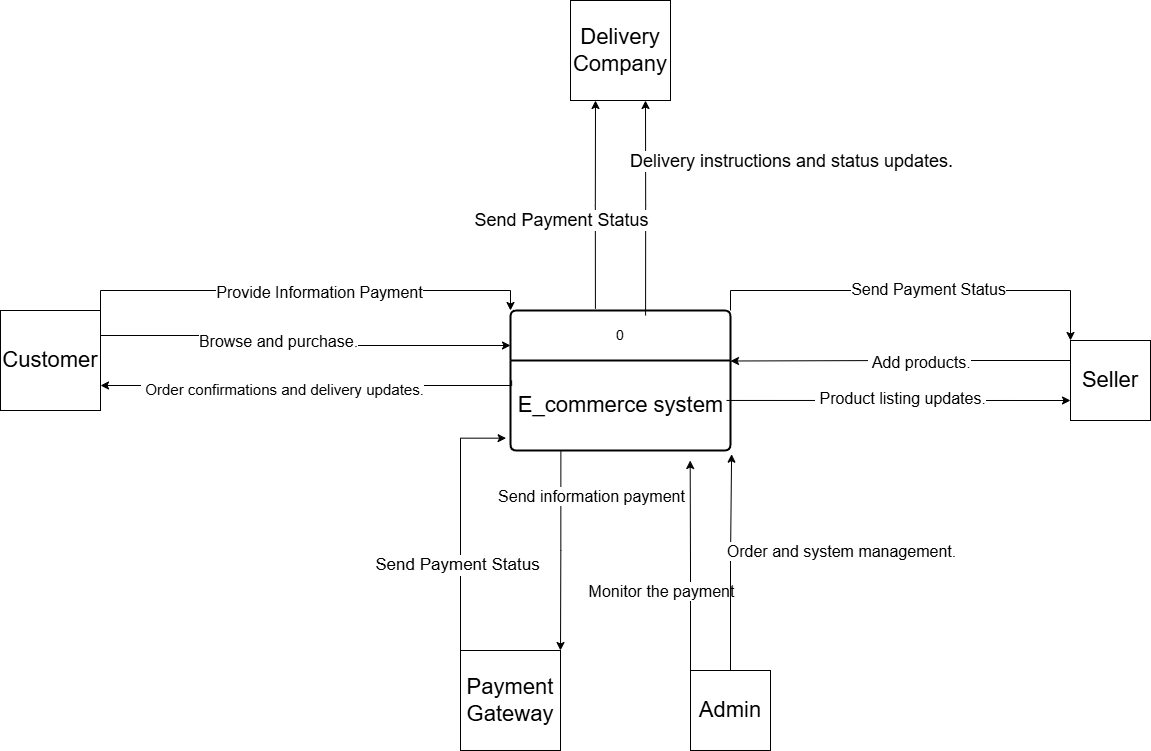 Delivery
Company
Delivery instructions and status updates.
Send Payment Status
Provide Information Payment
Send Payment Status
0
Browse and purchase.
Customer
Add products.
Seller
Order confirmations and delivery updates.
E_commerce system
Product listing updates.
Send information payment
Order and system management.
Send Payment Status
Monitor the payment
Payment
Gateway
Admin